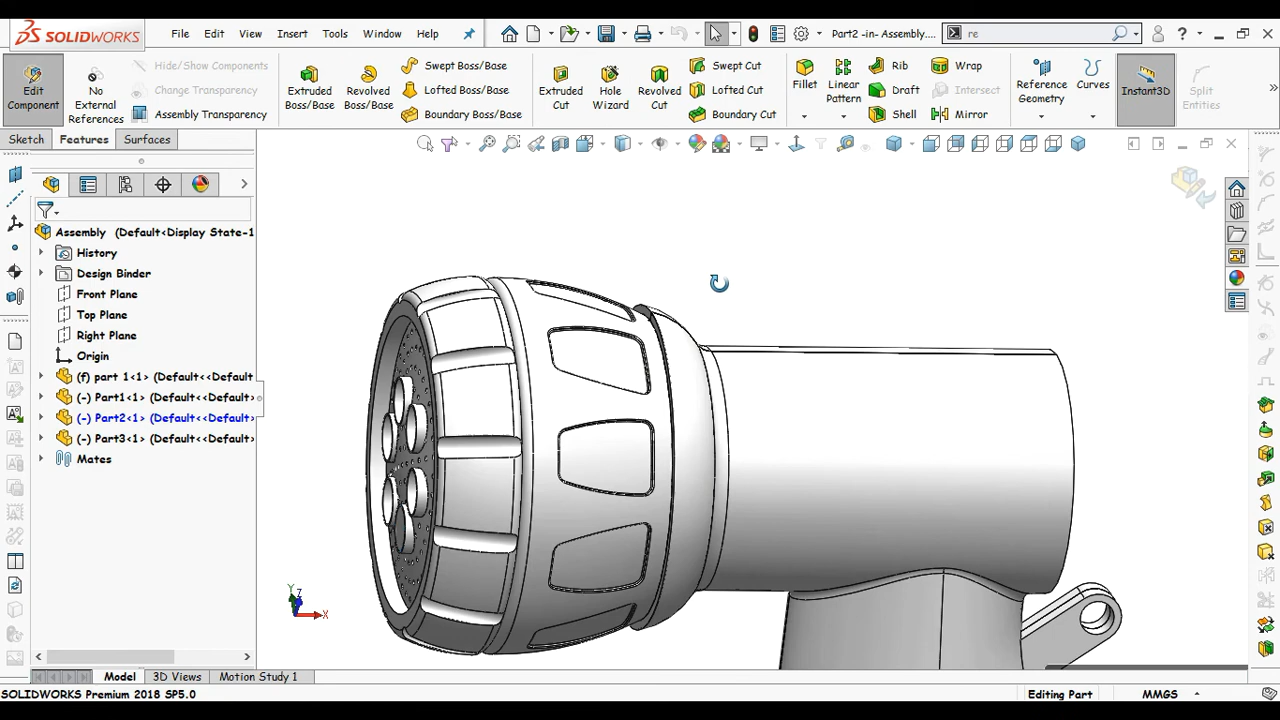 SOLIDWORKS File Edit View Insert Tools Window Help Part2 -in- Assembly.... re
Edit Component No External References Hide/Show Components Change Transparency Assembly Transparency Extruded Boss/Base Revolved Boss/Base Swept Boss/Base Lofted Boss/Base Boundary Boss/Base Extruded Cut Hole Wizard Revolved Cut Swept Cut Lofted Cut Boundary Cut Fillet Linear Pattern Rib Draft Shell Wrap Intersect Mirror Reference Geometry Curves Instant3D Split Entities
Sketch Features Surfaces
Assembly (Default<Display State-1
History
Design Binder
Front Plane
Top Plane
Right Plane
Origin
(f) part 1<1> (Default<<Default
(-) Part1<1> (Default<<Default>
(-) Part2<1> (Default<<Default>
(-) Part3<1> (Default<<Default>
Mates
Y Z X
Model 3D Views Motion Study 1
SOLIDWORKS Premium 2018 SP5.0 Editing Part MMGS